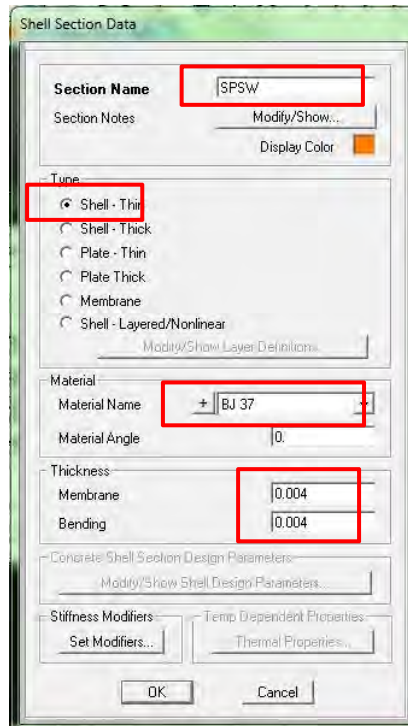 Shell Section Data
Section Name SPSW
Section Notes Modify/Show...
Display Color
Type
Shell - Thin
Shell - Thick
Plate - Thin
Plate Thick
Membrane
Shell - Layered/Nonlinear
Modify/Show Layer Definitions...
Material
Material Name + BJ 37
Material Angle 0.
Thickness
Membrane 0.004
Bending 0.004
Concrete Shell Section Design Parameters
Modify/Show Shell Design Parameters...
Stiffness Modifiers Temp Dependent Properties
Set Modifiers... Thermal Properties...
OK Cancel